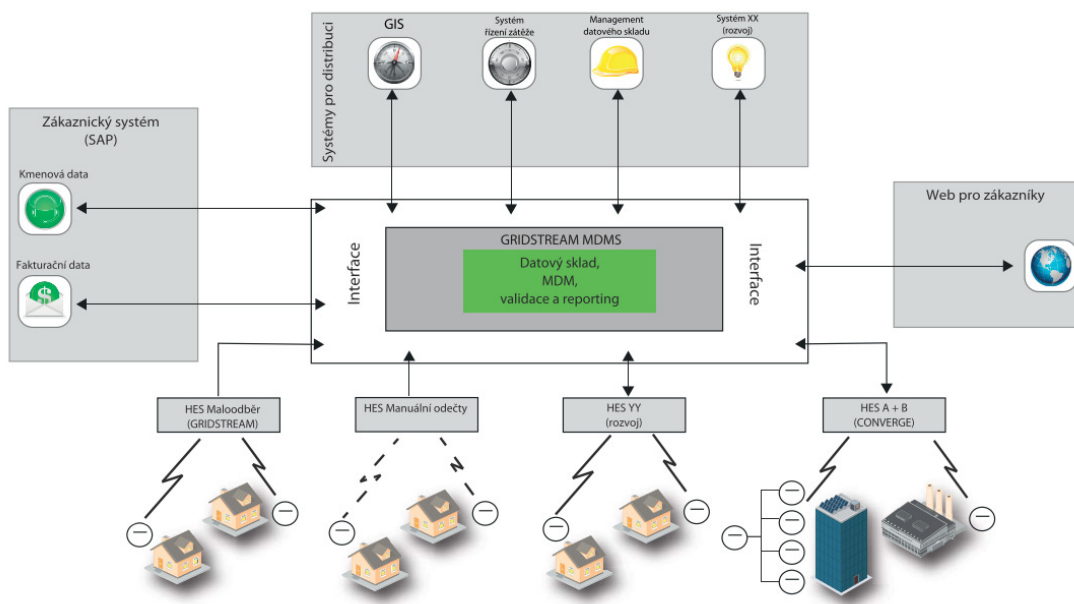 Systémy pro distribuci
GIS
Systém
řízení zátěže
Management
datového skladu
Systém XX
(rozvoj)
Zákaznický systém
(SAP)
Kmenová data
Fakturační data
Web pro zákazníky
Interface
GRIDSTREAM MDMS
Datový sklad,
MDM,
validace a reporting
Interface
HES Maloodběr
(GRIDSTREAM)
HES Manuální odečty
HES YY
(rozvoj)
HES A + B
(CONVERGE)